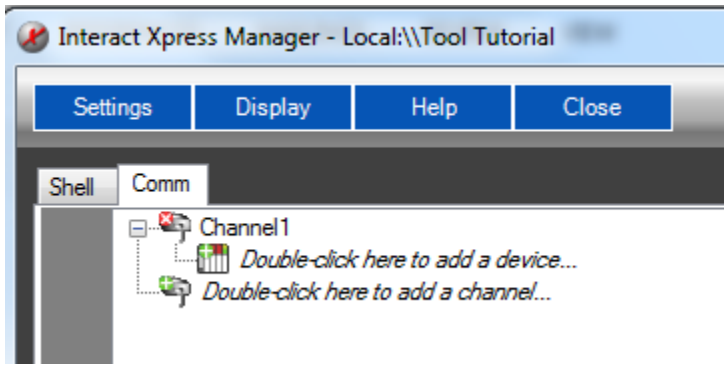 Interact Xpress Manager - Local:\\Tool Tutorial
Settings Display Help Close
Shell Comm
Channel1
Double-click here to add a device...
Double-click here to add a channel...